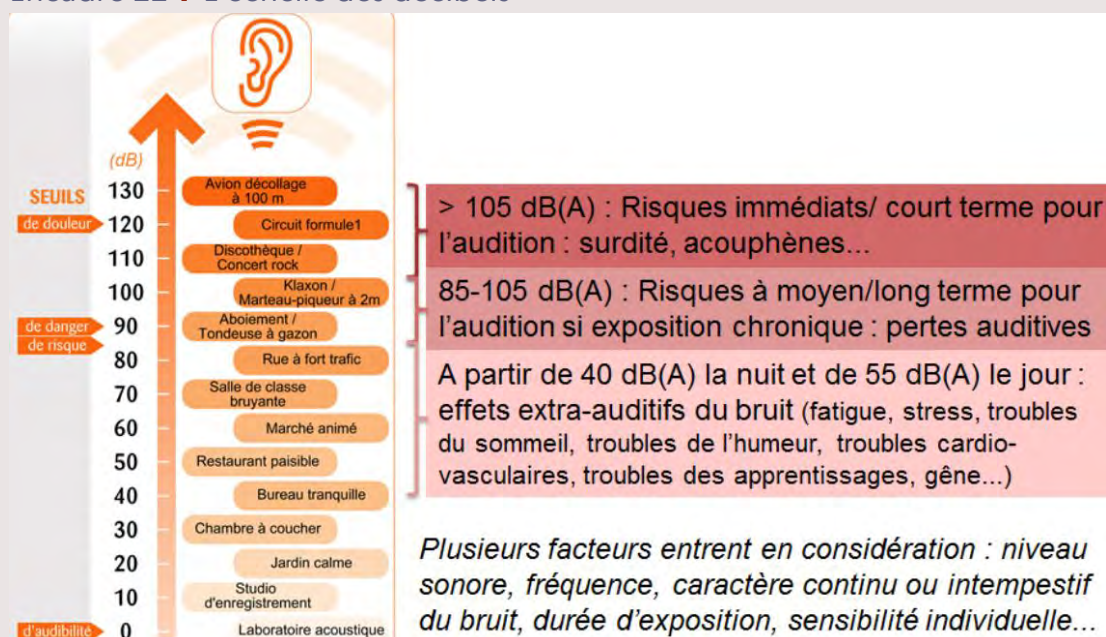 (dB)
SEUILS
130
Avion décollage
à 100 m
de douleur
120
Circuit formule1
110
Discothèque /
Concert rock
100
Klaxon /
Marteau-piqueur à 2m
de danger
90
Aboiement /
Tondeuse à gazon
de risque
80
Rue à fort trafic
70
Salle de classe
bruyante
60
Marché animé
50
Restaurant paisible
40
Bureau tranquille
30
Chambre à coucher
20
Jardin calme
10
Studio
d'enregistrement
d'audibilité
0
Laboratoire acoustique
> 105 dB(A) : Risques immédiats/ court terme pour
l'audition : surdité, acouphènes...
85-105 dB(A) : Risques à moyen/long terme pour
l'audition si exposition chronique : pertes auditives
A partir de 40 dB(A) la nuit et de 55 dB(A) le jour :
effets extra-auditifs du bruit (fatigue, stress, troubles
du sommeil, troubles de l'humeur, troubles cardio-
vasculaires, troubles des apprentissages, gêne...)
Plusieurs facteurs entrent en considération : niveau
sonore, fréquence, caractère continu ou intempestif
du bruit, durée d'exposition, sensibilité individuelle...